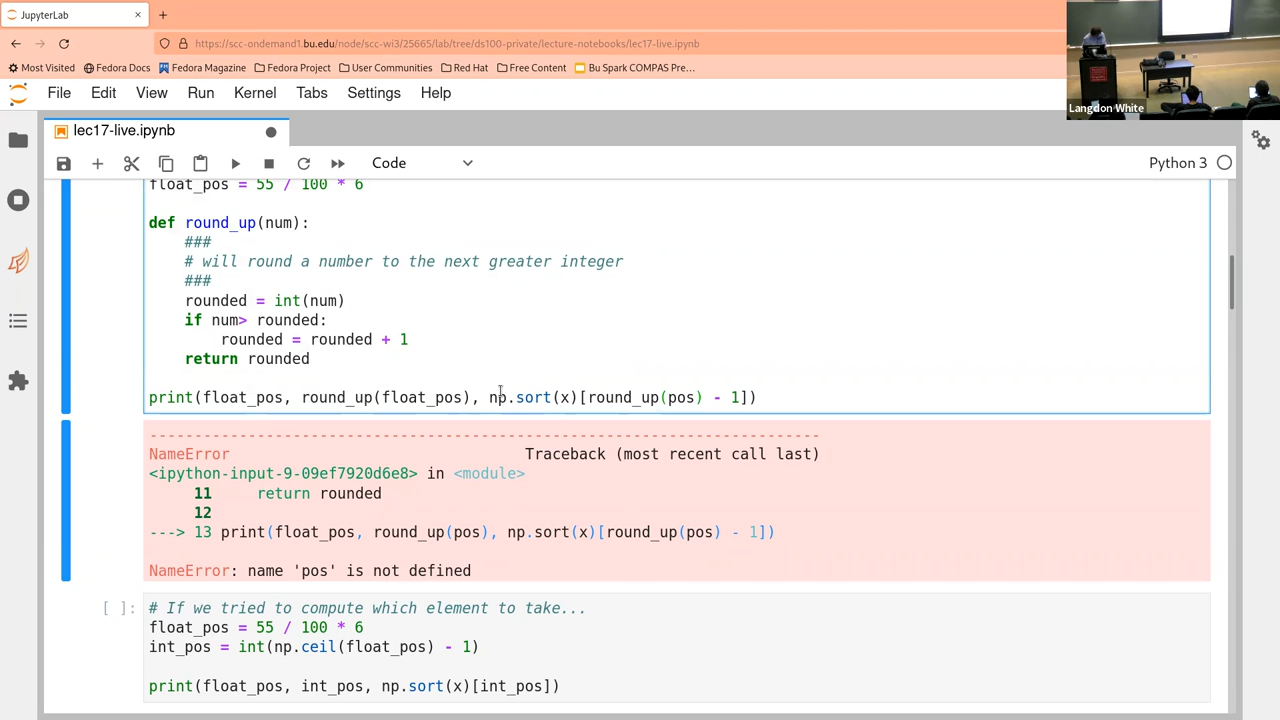 JupyterLab
https://scc-ondemand1.bu.edu/node/scc-wi3/25665/lab/tree/ds100-private/lecture-notebooks/lec17-live.ipynb
Most Visited Fedora Docs Fedora Magazine Fedora Project User Communities Red Hat Free Content Bu Spark COMPAS Pre…
Langdon White
File Edit View Run Kernel Tabs Settings Help
lec17-live.ipynb
Code Python 3
float_pos = 55 / 100 * 6
def round_up(num):
###
# will round a number to the next greater integer
###
rounded = int(num)
if num> rounded:
rounded = rounded + 1
return rounded
print(float_pos, round_up(float_pos), np.sort(x)[round_up(pos) - 1])
---------------------------------------------------------------------------
NameError Traceback (most recent call last)
<ipython-input-9-09ef7920d6e8> in <module>
11 return rounded
12
---> 13 print(float_pos, round_up(pos), np.sort(x)[round_up(pos) - 1])
NameError: name 'pos' is not defined
[ ]: # If we tried to compute which element to take...
float_pos = 55 / 100 * 6
int_pos = int(np.ceil(float_pos) - 1)
print(float_pos, int_pos, np.sort(x)[int_pos])